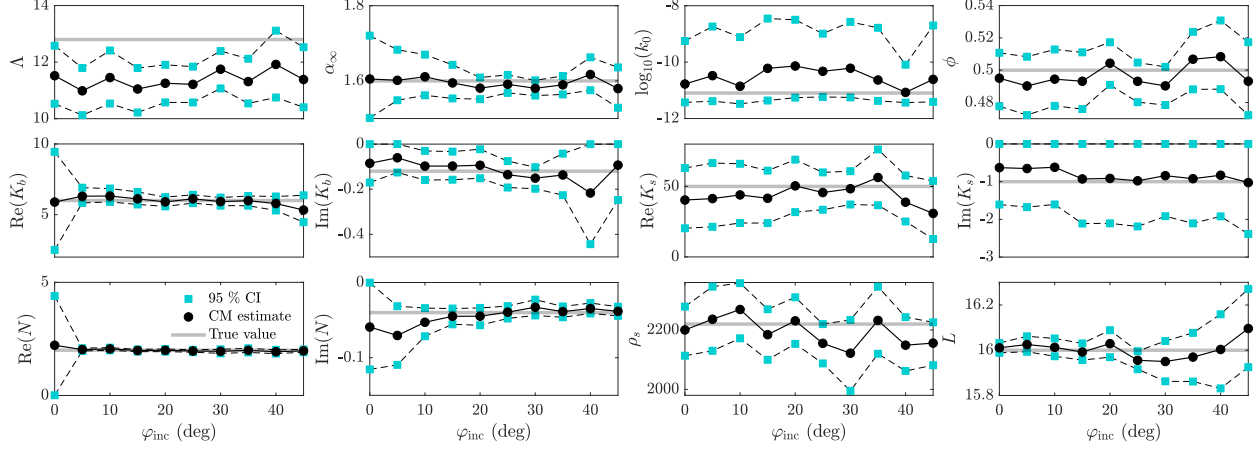 Λ
14
12
10
α∞
1.8
1.6
log10(k0)
-8
-10
-12
ϕ
0.54
0.51
0.48
Re(Kb)
10
5
Im(Kb)
0
-0.2
-0.4
Re(Ks)
50
0
Im(Ks)
0
-1
-2
-3
Re(N)
5
0
95 % CI
CM estimate
True value
0 10 20 30 40
φinc (deg)
Im(N)
0
-0.1
0 10 20 30 40
φinc (deg)
ρs
2200
2000
0 10 20 30 40
φinc (deg)
L
16.2
16
15.8
0 10 20 30 40
φinc (deg)